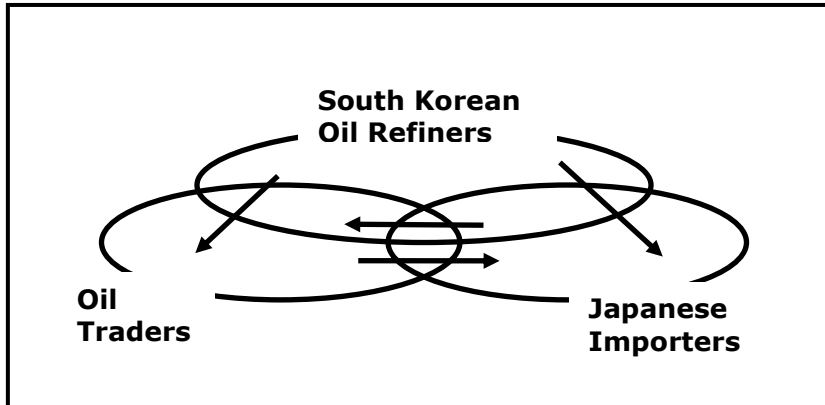 South Korean
Oil Refiners
Oil
Traders
Japanese
Importers